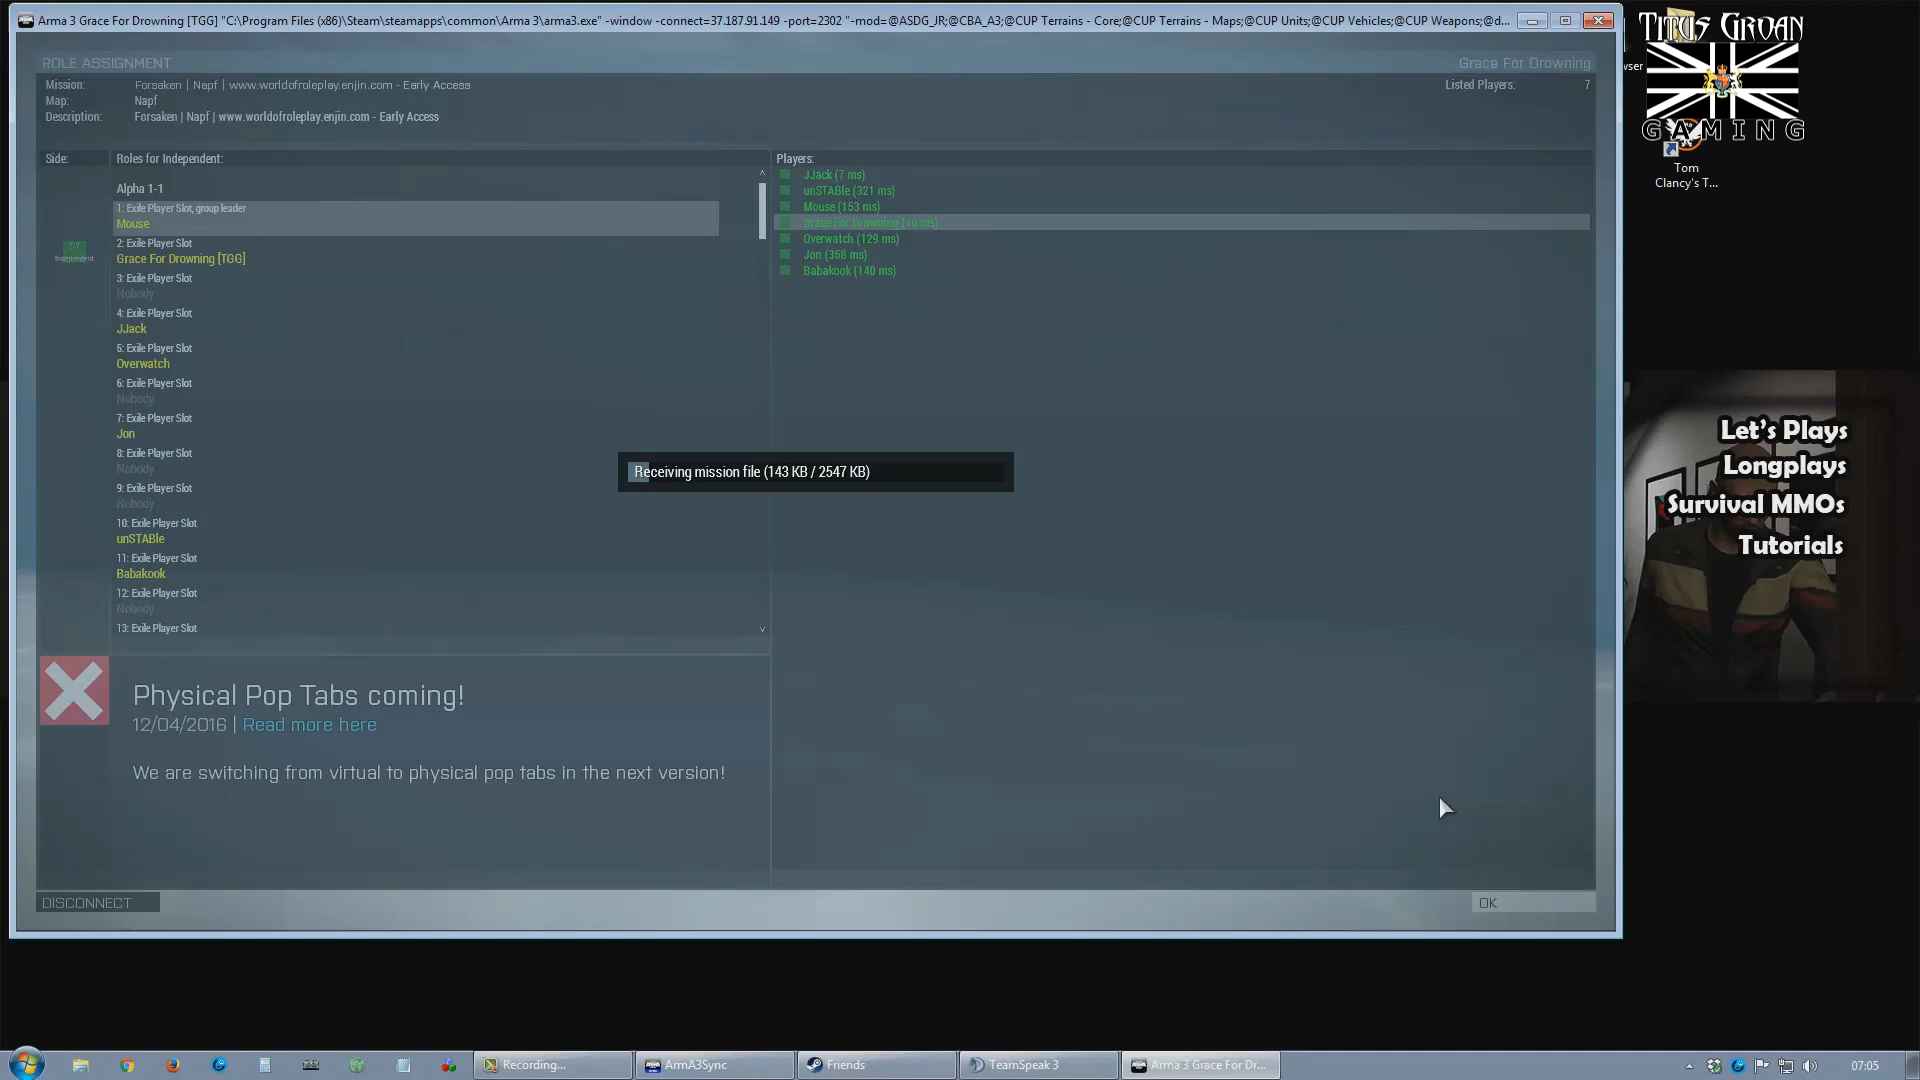 Arma 3 Grace For Drowning [TGG] "C:\Program Files (x86)\Steam\steamapps\common\Arma 3\arma3.exe" -window -connect=37.187.91.149 -port=2302 "-mod=@ASDG_JR;@CBA_A3;@CUP Terrains - Core;@CUP Terrains - Maps;@CUP Units;@CUP Vehicles;@CUP Weapons;@d...
TITUS GROAN
GAMING
wser
Tom
Clancy's T...
ROLE ASSIGNMENT
Grace For Drowning
Mission: Forsaken | Napf | www.worldofroleplay.enjin.com - Early Access
Listed Players: 7
Map: Napf
Description: Forsaken | Napf | www.worldofroleplay.enjin.com - Early Access
Side:
7/7
Independent
Roles for Independent:
Alpha 1-1
1: Exile Player Slot, group leader
Mouse
2: Exile Player Slot
Grace For Drowning [TGG]
3: Exile Player Slot
Nobody
4: Exile Player Slot
JJack
5: Exile Player Slot
Overwatch
6: Exile Player Slot
Nobody
7: Exile Player Slot
Jon
8: Exile Player Slot
Nobody
9: Exile Player Slot
Nobody
10: Exile Player Slot
unSTABle
11: Exile Player Slot
Babakook
12: Exile Player Slot
Nobody
13: Exile Player Slot
Players:
JJack (7 ms)
unSTABle (321 ms)
Mouse (153 ms)
Grace For Drowning (10 ms)
Overwatch (129 ms)
Jon (358 ms)
Babakook (140 ms)
Receiving mission file (143 KB / 2547 KB)
Let's Plays
Longplays
Survival MMOs
Tutorials
Physical Pop Tabs coming!
12/04/2016 | Read more here
We are switching from virtual to physical pop tabs in the next version!
DISCONNECT
OK
Recording...
ArmA3Sync
Friends
TeamSpeak 3
Arma 3 Grace For Dr...
07:05